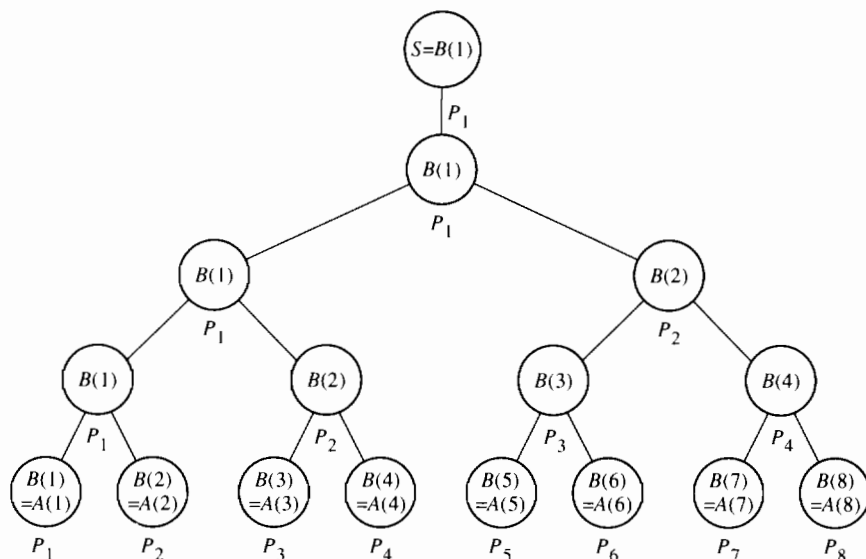 S=B(1)
P1
B(1)
P1
B(1) B(2)
P1 P2
B(1) B(2) B(3) B(4)
P1 P2 P3 P4
B(1) B(2) B(3) B(4) B(5) B(6) B(7) B(8)
=A(1) =A(2) =A(3) =A(4) =A(5) =A(6) =A(7) =A(8)
P1 P2 P3 P4 P5 P6 P7 P8